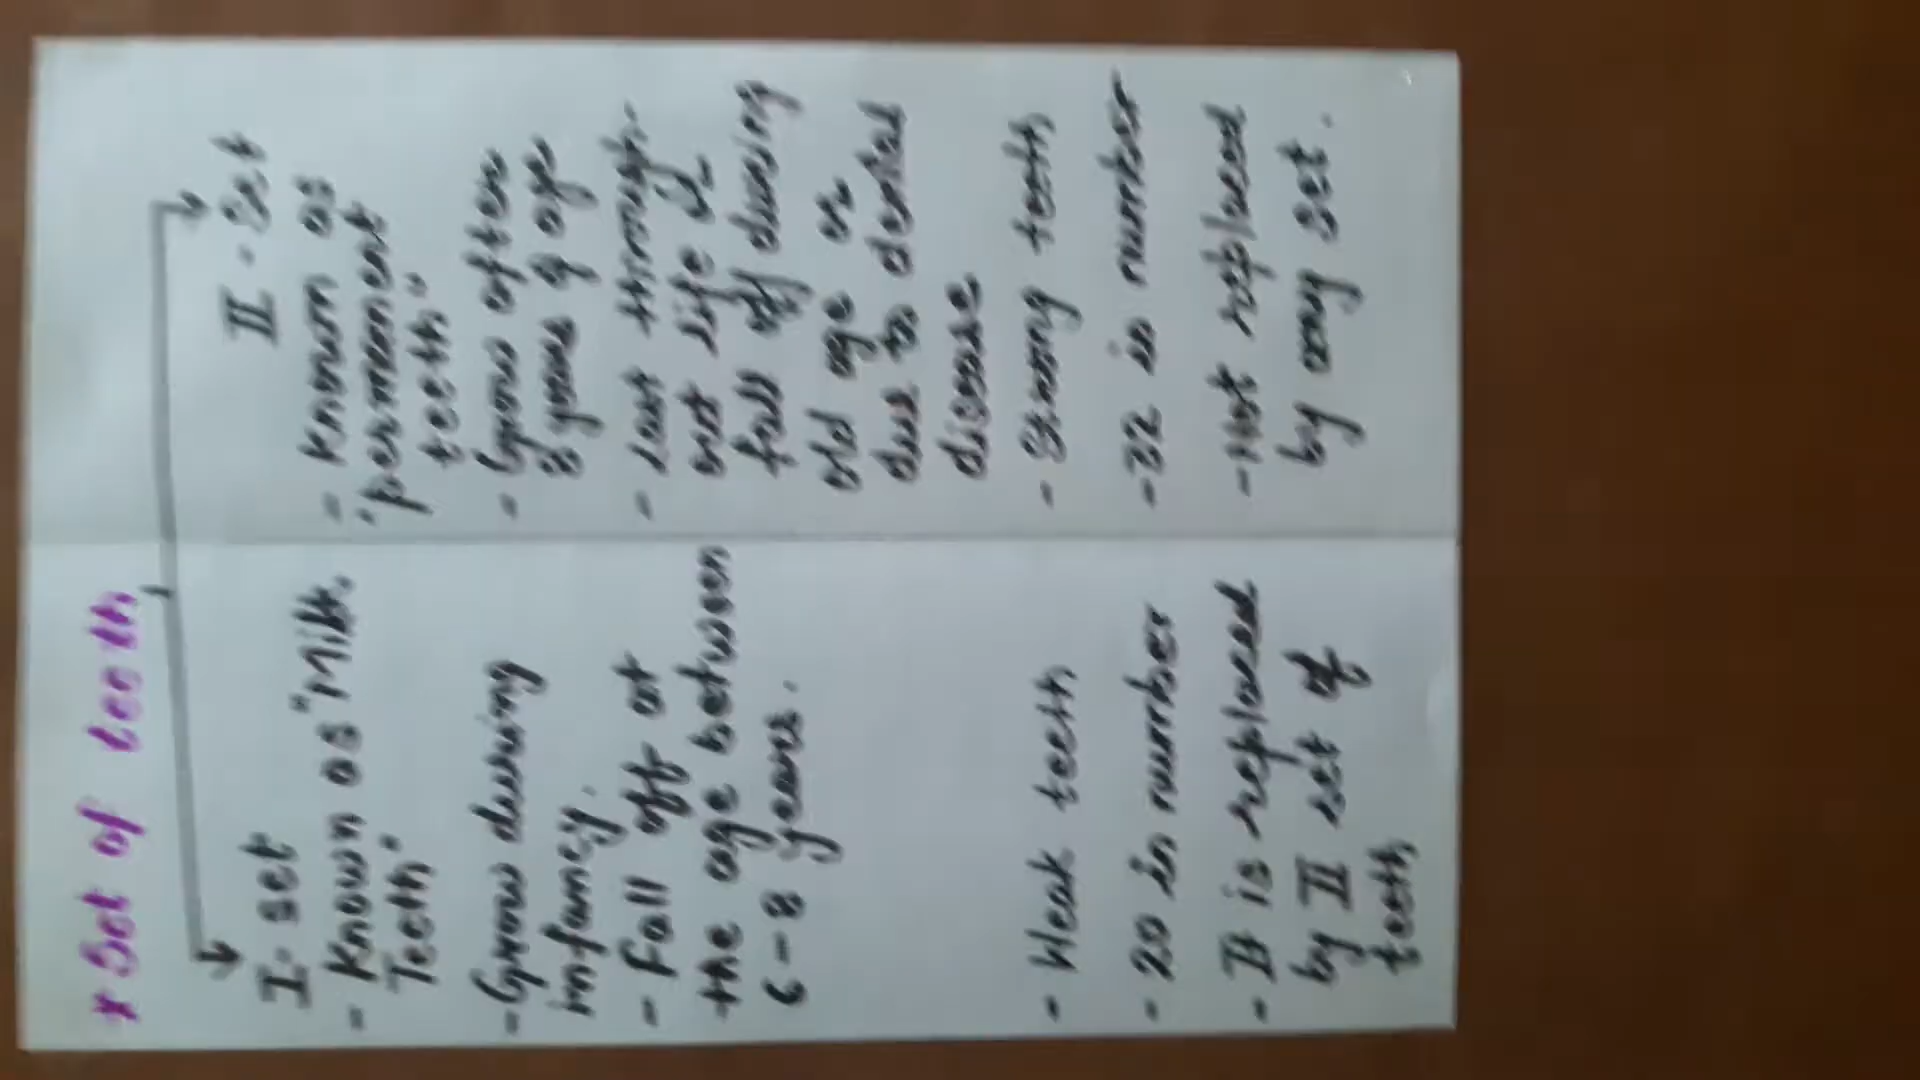 * Set of teeth
I- set
- Known as "Milk
Teeth"
- Grow during
infancy.
- Fall off at
the age between
6-8 years.
- Weak teeth
- 20 in number
- It is replaced
by II set of
teeth
II - Set
- Known as
"permenent
teeth"
- Grow after
8 years of age
- Last through-
out life &
fall off during
old age or
due to dental
disease
- Strong teeth
- 32 in number
- Not replaced
by any set.